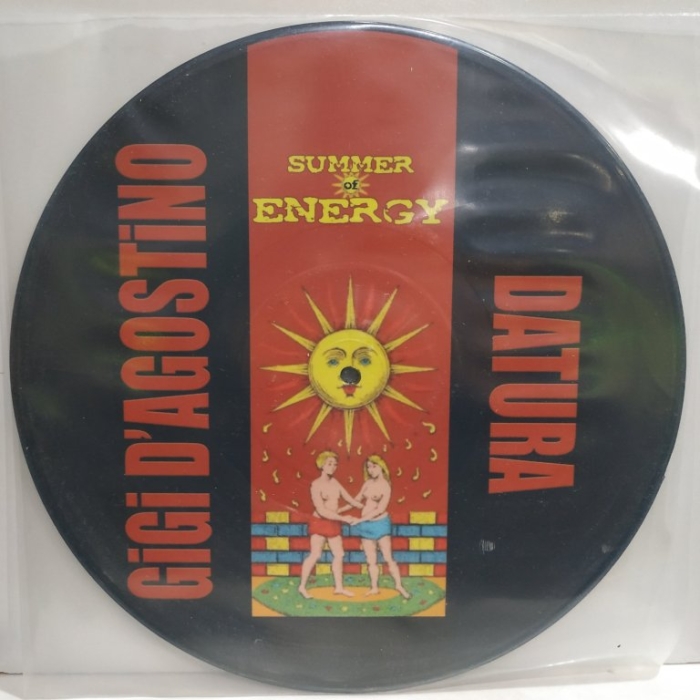 SUMMER
of
ENERGY
GiGi D'AGOSTiNO
DATURA